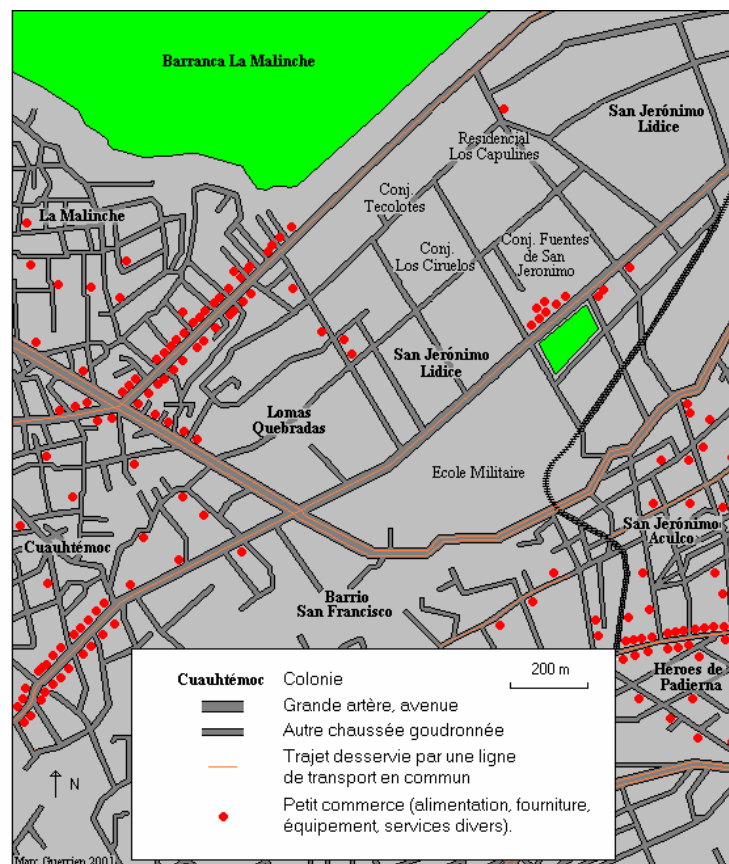 Barranca La Malinche
San Jerónimo
Lidice
Residencial
Los Capulines
La Malinche
Conj.
Tecolotes
Conj.
Los Ciruelos
Conj. Fuentes
de San
Jeronimo
San Jerónimo
Lidice
Lomas
Quebradas
Ecole Militaire
San Jerónimo
Aculco
Cuauhtémoc
Barrio
San Francisco
Heroes de
Padierna
Cuauhtémoc Colonie
200 m
Grande artère, avenue
Autre chaussée goudronnée
Trajet desservie par une ligne
de transport en commun
Petit commerce (alimentation, fourniture,
équipement, services divers).
N
Marc Guerrien 2001